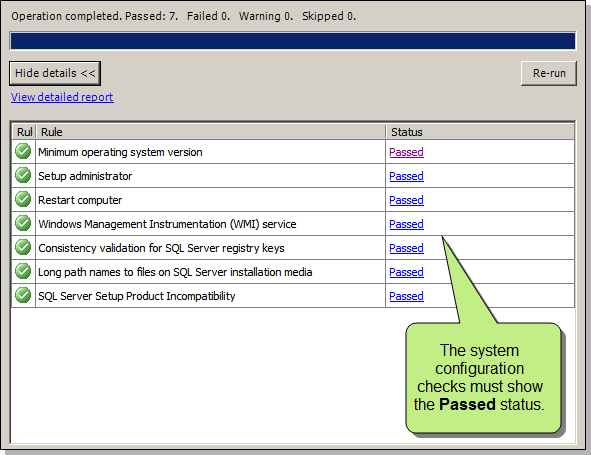 Operation completed. Passed: 7.   Failed 0.   Warning 0.   Skipped 0.
Hide details <<
Re-run
View detailed report
Rul Rule Status
Minimum operating system version Passed
Setup administrator Passed
Restart computer Passed
Windows Management Instrumentation (WMI) service Passed
Consistency validation for SQL Server registry keys Passed
Long path names to files on SQL Server installation media Passed
SQL Server Setup Product Incompatibility Passed
The system
configuration
checks must show
the Passed status.